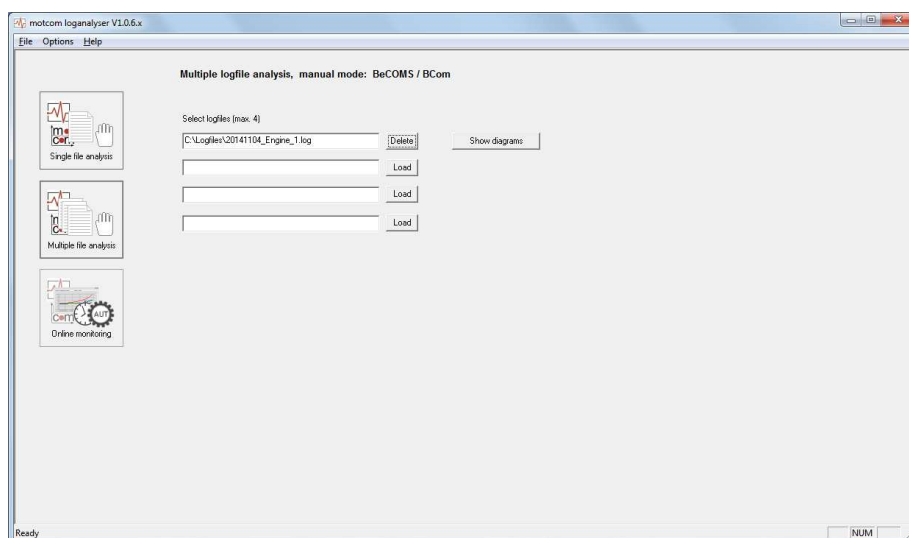 motcom loganalyser V1.0.6.x
File Options Help
Multiple logfile analysis, manual mode: BeCOMS / BCom
Select logfiles (max. 4)
C:\Logfiles\20141104_Engine_1.log Delete Show diagrams
Load
Load
Load
Single file analysis
Multiple file analysis
AUT
Online monitoring
Ready NUM